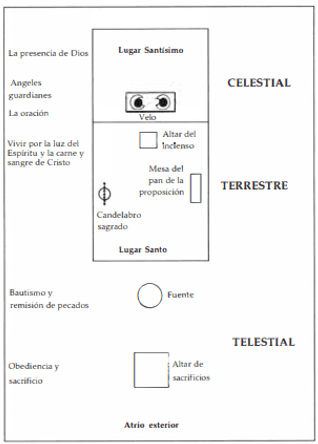 La presencia de Dios
Lugar Santísimo
Angeles
guardianes
CELESTIAL
La oración
Velo
Vivir por la luz del
Espíritu y la carne y
sangre de Cristo
Altar del
Incienso
Mesa del
pan de la
proposición
TERRESTRE
Candelabro
sagrado
Lugar Santo
Bautismo y
remisión de pecados
Fuente
TELESTIAL
Obediencia y
sacrificio
Altar de
sacrificios
Atrio exterior